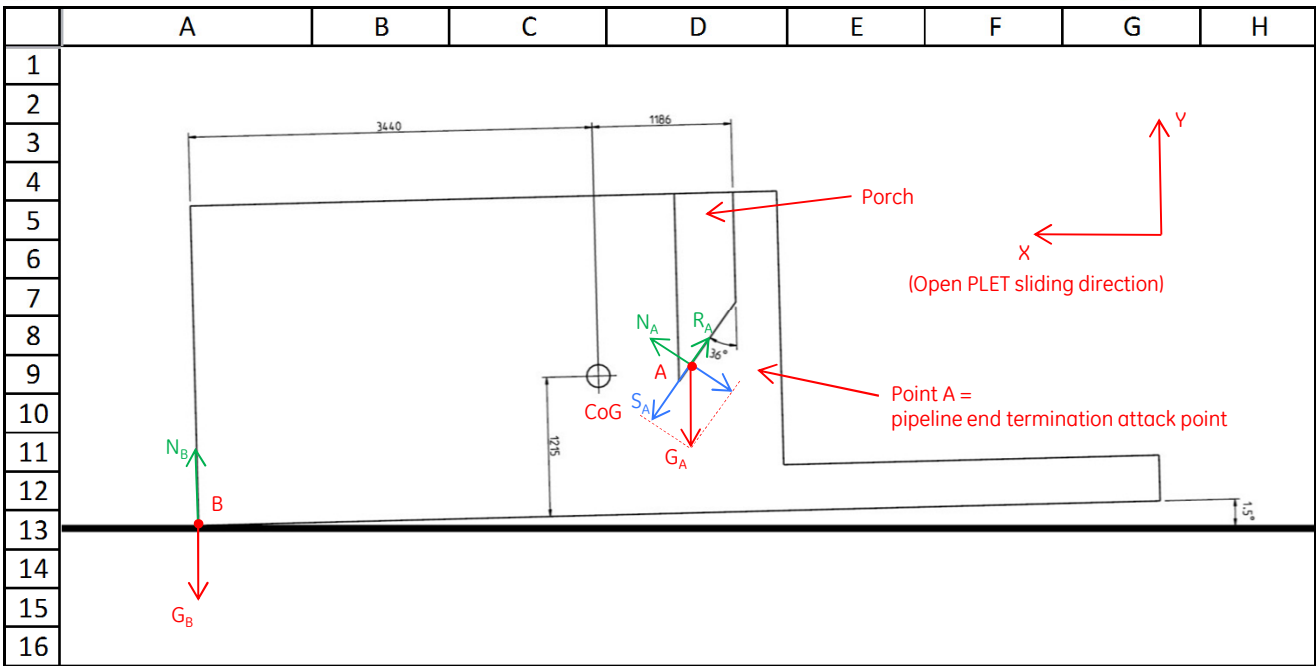 A B C D E F G H
1
2
3
4
5
6
7
8
9
10
11
12
13
14
15
16
3440
1186
Y
Porch
X
(Open PLET sliding direction)
N_A
R_A
36°
A
CoG
S_A
Point A =
pipeline end termination attack point
1215
G_A
N_B
B
1.5°
G_B